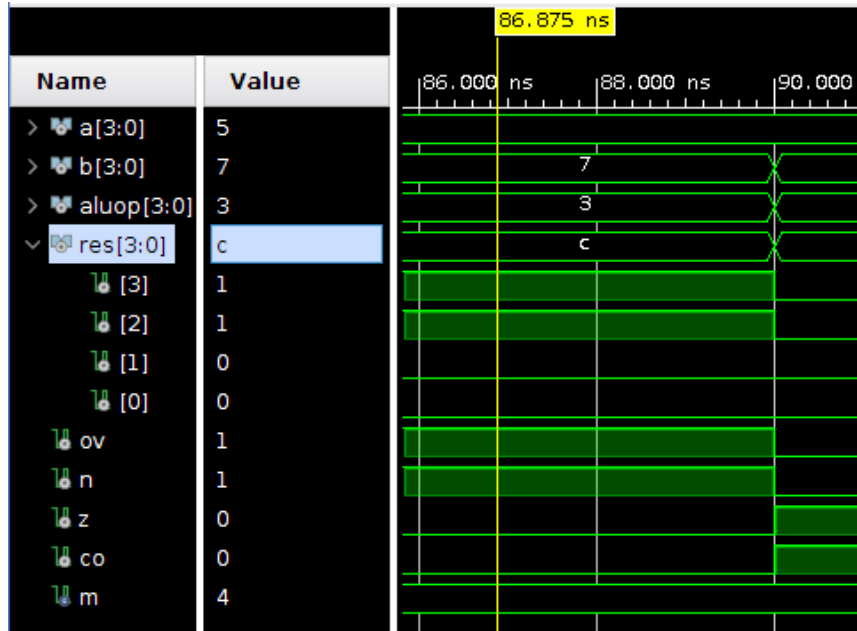 86.875 ns
Name Value 86.000 ns 88.000 ns 90.000
a[3:0] 5
b[3:0] 7 7
aluop[3:0] 3 3
res[3:0] c c
[3] 1
[2] 1
[1] 0
[0] 0
ov 1
n 1
z 0
co 0
m 4